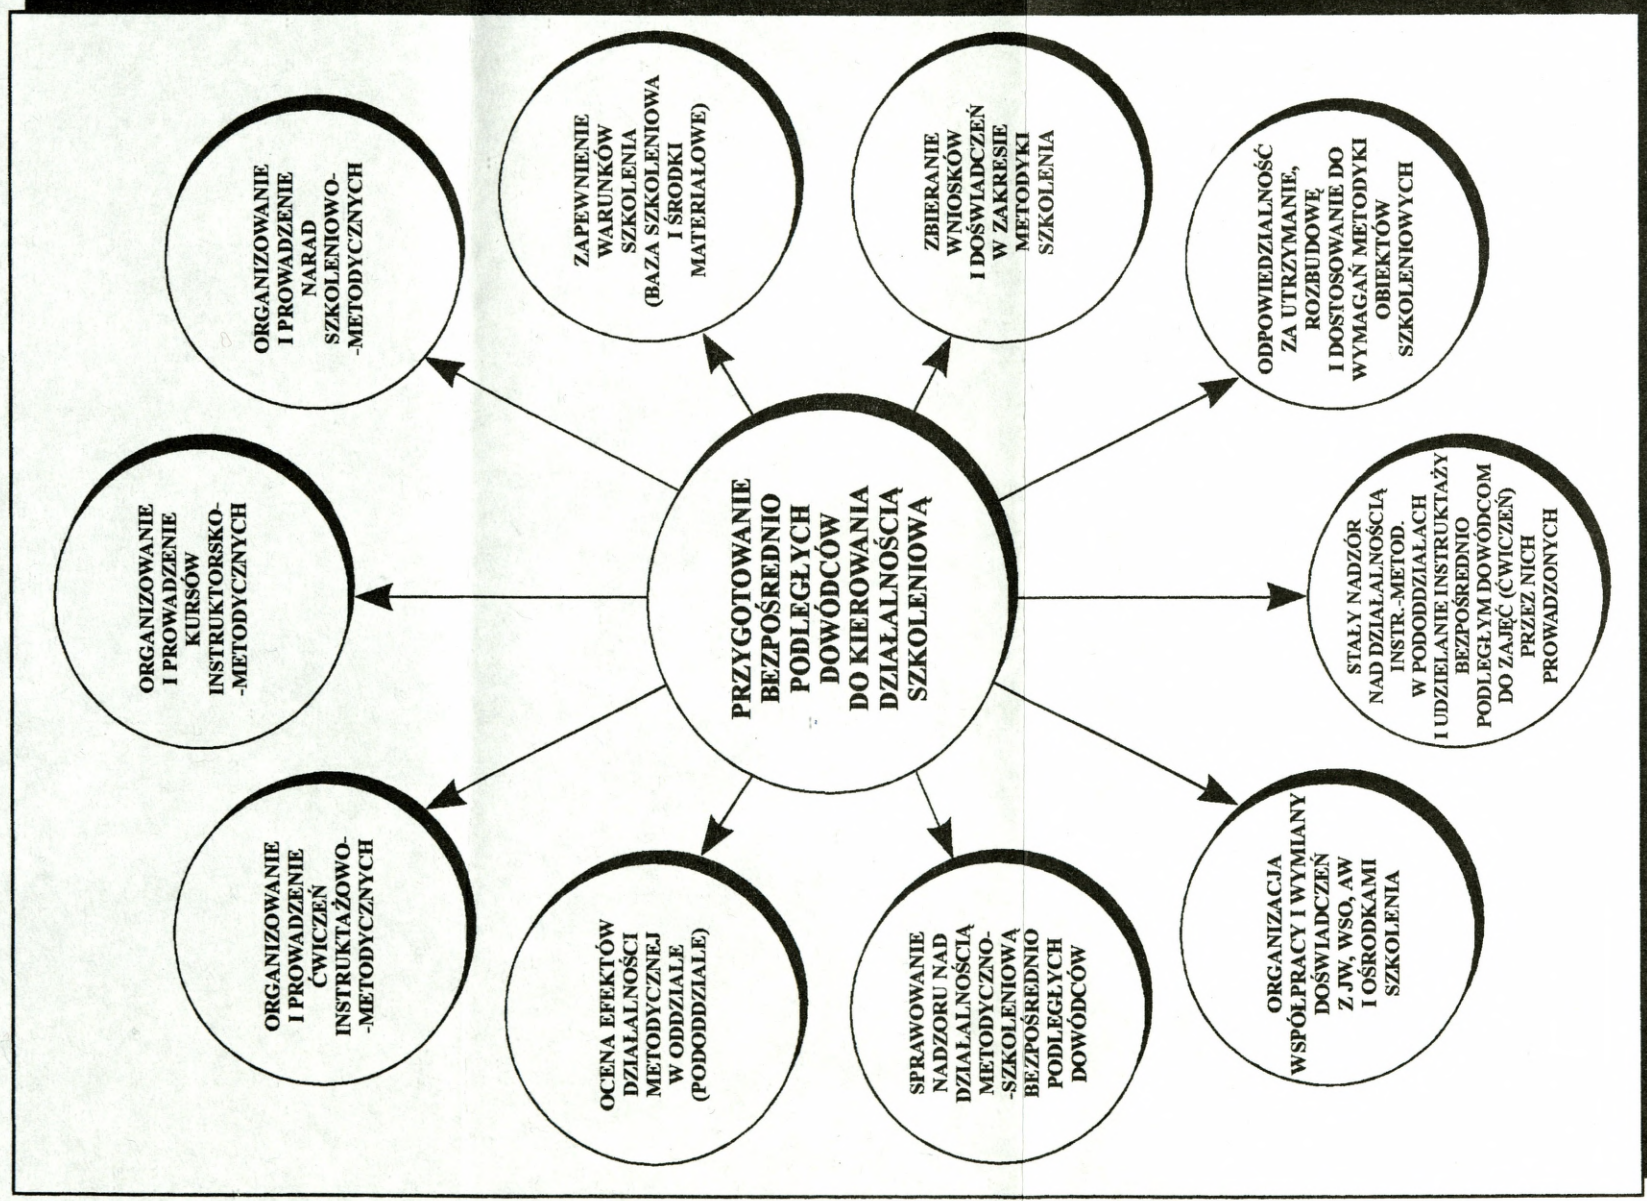 ORGANIZOWANIE
I PROWADZENIE
KURSÓW
INSTRUKTORSKO-
-METODYCZNYCH
ORGANIZOWANIE
I PROWADZENIE
ĆWICZEŃ
INSTRUKTAŻOWO-
-METODYCZNYCH
ORGANIZOWANIE
I PROWADZENIE
NARAD
SZKOLENIOWO-
-METODYCZNYCH
OCENA EFEKTÓW
DZIAŁALNOŚCI
METODYCZNEJ
W ODDZIALE
(PODODDZIALE)
ZAPEWNIENIE
WARUNKÓW
SZKOLENIA
(BAZA SZKOLENIOWA
I ŚRODKI
MATERIAŁOWE)
PRZYGOTOWANIE
BEZPOŚREDNIO
PODLEGŁYCH
DOWÓDCÓW
DO KIEROWANIA
DZIAŁALNOŚCIĄ
SZKOLENIOWĄ
SPRAWOWANIE
NADZORU NAD
DZIAŁALNOŚCIĄ
METODYCZNO-
-SZKOLENIOWĄ
BEZPOŚREDNIO
PODLEGŁYCH
DOWÓDCÓW
ZBIERANIE
WNIOSKÓW
I DOŚWIADCZEŃ
W ZAKRESIE
METODYKI
SZKOLENIA
ORGANIZACJA
WSPÓŁPRACY I WYMIANY
DOŚWIADCZEŃ
Z JW, WSO, AW
I OŚRODKAMI
SZKOLENIA
ODPOWIEDZIALNOŚĆ
ZA UTRZYMANIE,
ROZBUDOWĘ
I DOSTOSOWANIE DO
WYMAGAŃ METODYKI
OBIEKTÓW
SZKOLENIOWYCH
STAŁY NADZÓR
NAD DZIAŁALNOŚCIĄ
INSTR.-METOD.
W PODODDZIAŁACH
I UDZIELANIE INSTRUKTAŻY
BEZPOŚREDNIO
PODLEGŁYM DOWÓDCOM
DO ZAJĘĆ (ĆWICZEŃ)
PRZEZ NICH
PROWADZONYCH